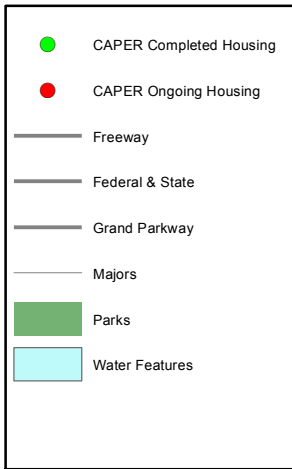 CAPER Completed Housing
CAPER Ongoing Housing
Freeway
Federal & State
Grand Parkway
Majors
Parks
Water Features